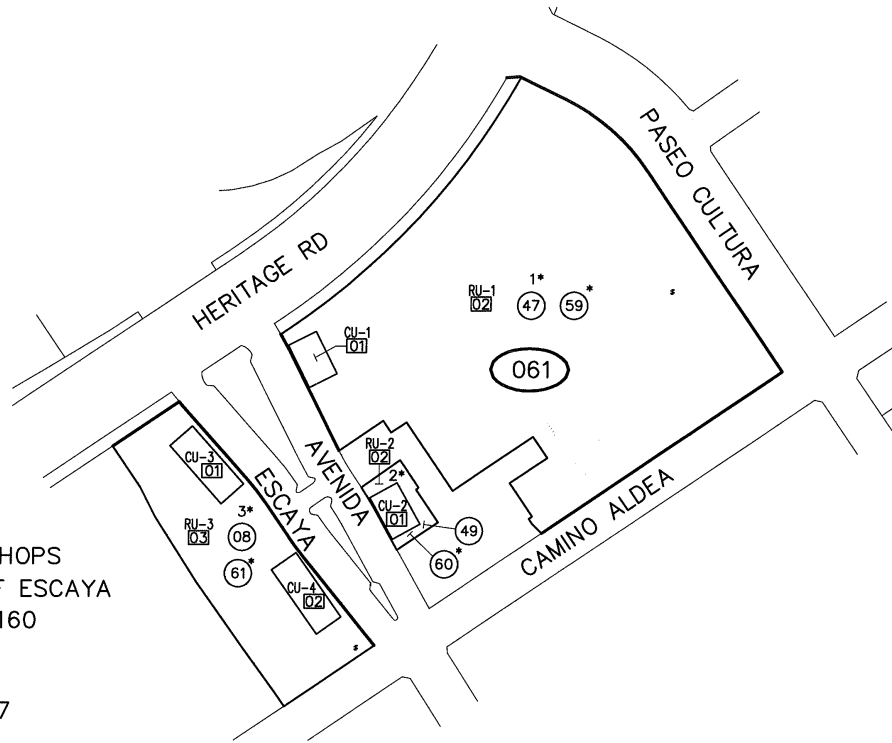 PASEO CULTURA
HERITAGE RD
RU-1
02
1*
47
59*
061
CU-1
01
AVENIDA
ESCAYA
RU-2
02
2*
CU-2
01
49
60*
CAMINO ALDEA
CU-3
01
RU-3
03
3*
08
61*
CU-4
02
s
s
HOPS
ESCAYA
160
7